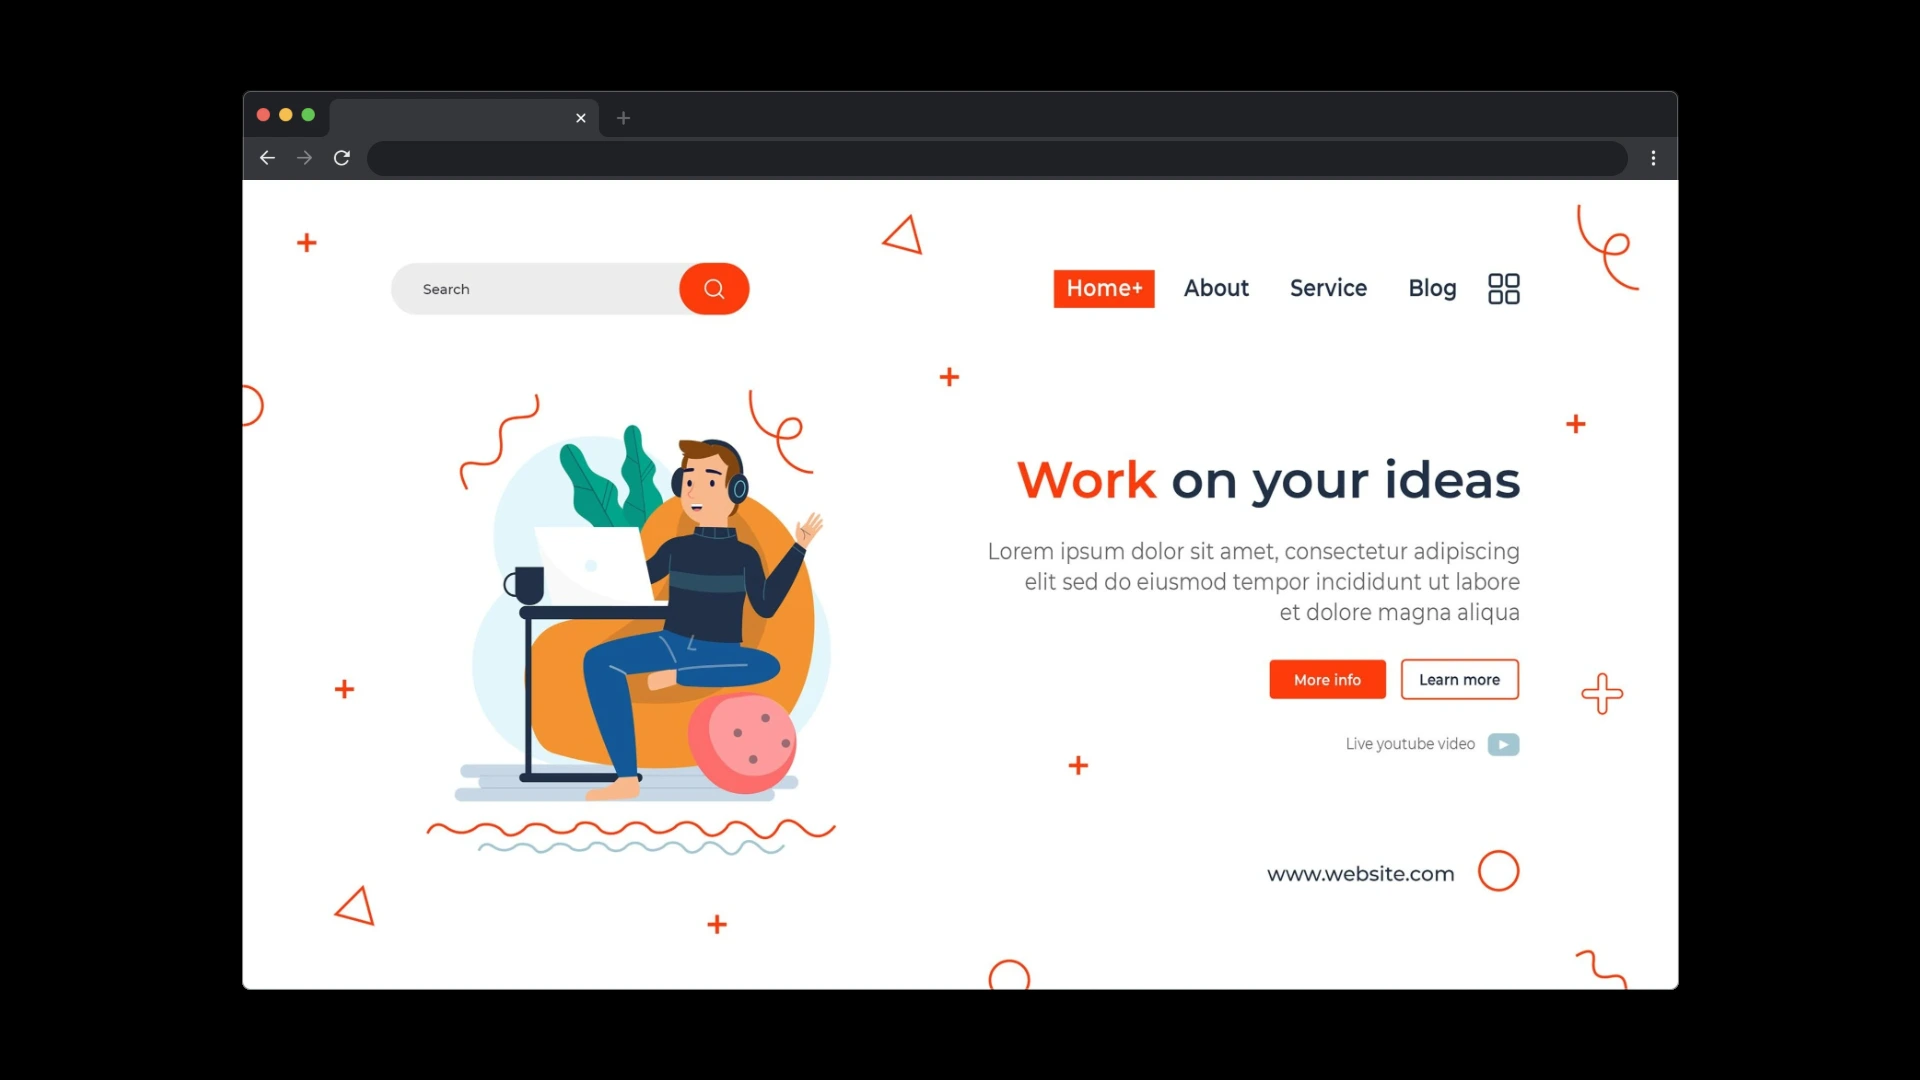 Search
Home+ About Service Blog
Work on your ideas
Lorem ipsum dolor sit amet, consectetur adipiscing
elit sed do eiusmod tempor incididunt ut labore
et dolore magna aliqua
More info Learn more
Live youtube video
www.website.com